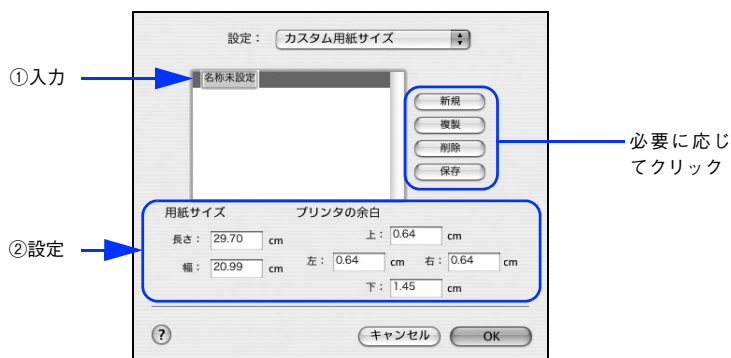 設定： カスタム用紙サイズ
①入力
名称未設定
新規
複製
削除
保存
必要に応じ
てクリック
用紙サイズ
プリンタの余白
②設定
長さ： 29.70 cm
幅： 20.99 cm
上： 0.64 cm
左： 0.64 cm 右： 0.64 cm
下： 1.45 cm
?
キャンセル OK